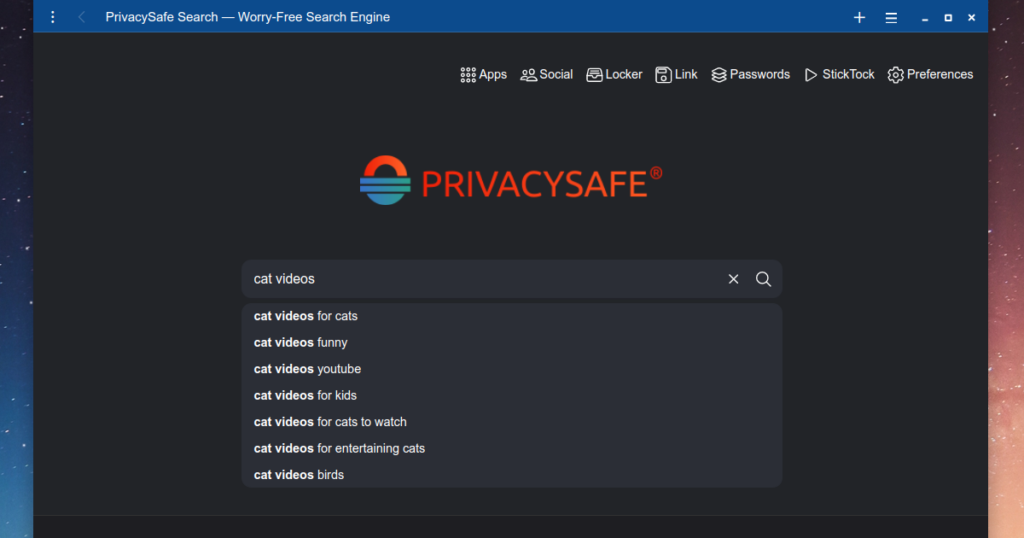 PrivacySafe Search — Worry-Free Search Engine
Apps Social Locker Link Passwords StickTock Preferences
PRIVACYSAFE®
cat videos
cat videos for cats
cat videos funny
cat videos youtube
cat videos for kids
cat videos for cats to watch
cat videos for entertaining cats
cat videos birds